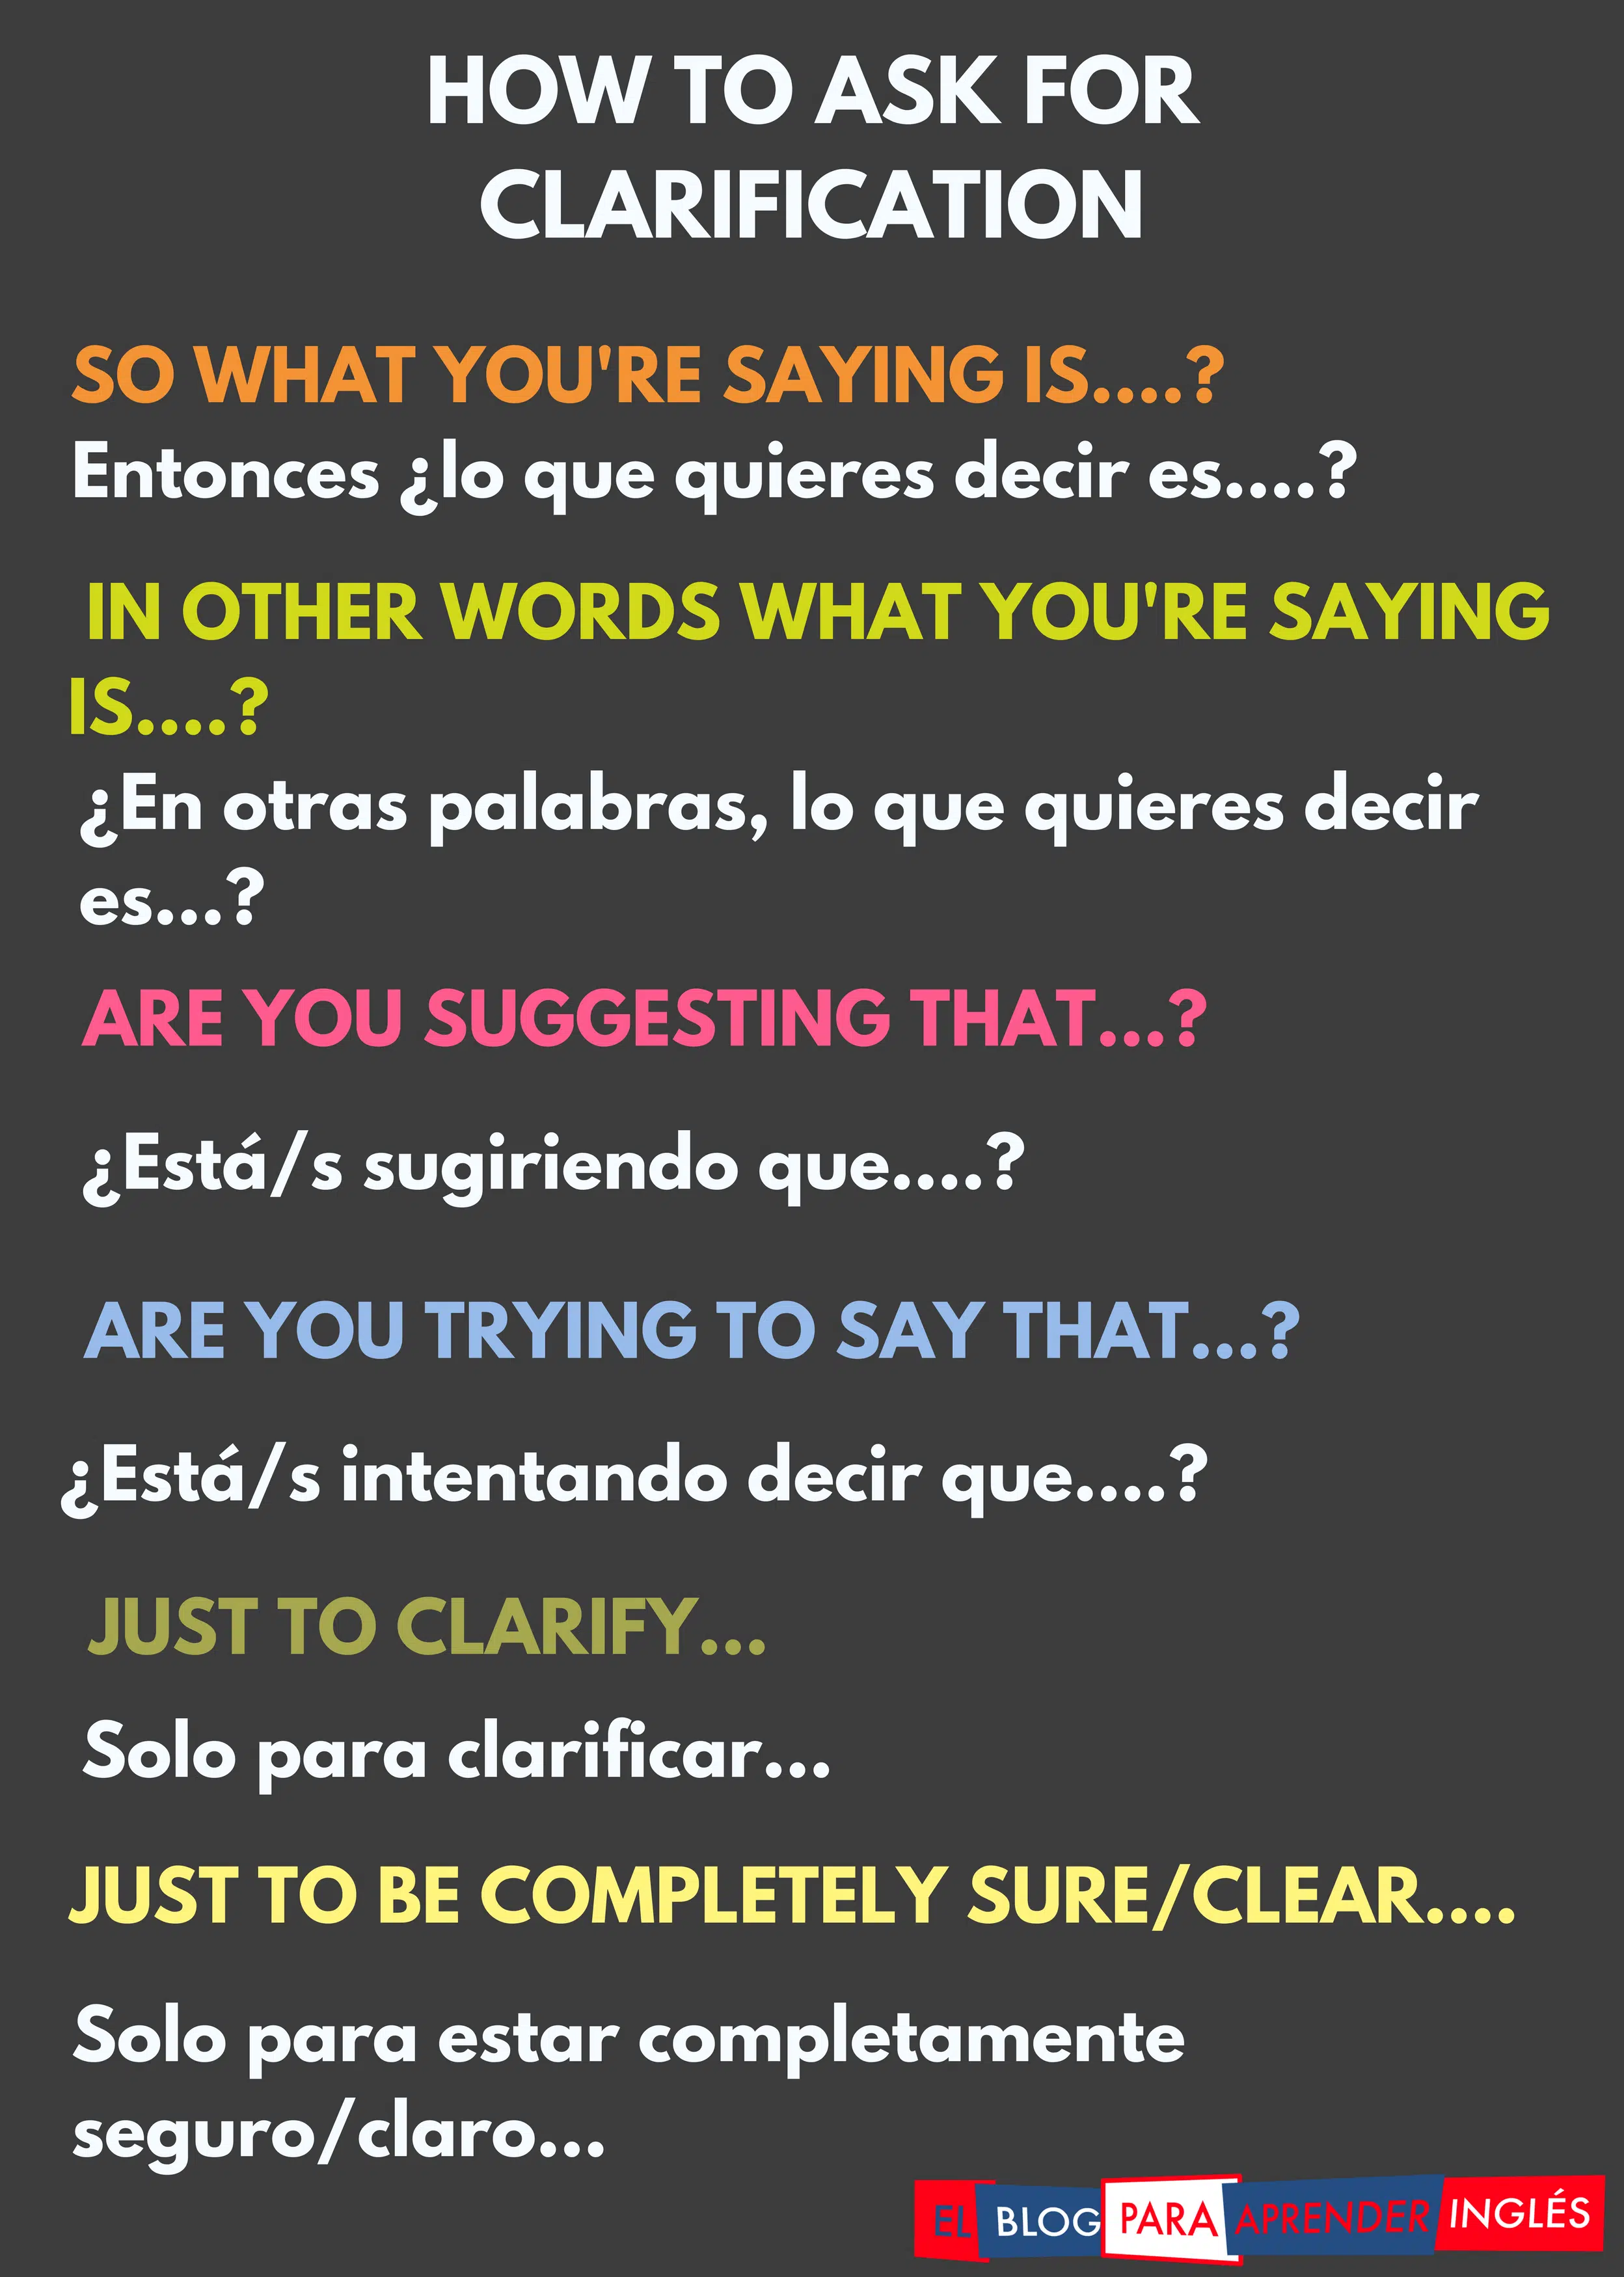 HOW TO ASK FOR
CLARIFICATION
SO WHAT YOU'RE SAYING IS.....?
Entonces ¿lo que quieres decir es.....?
IN OTHER WORDS WHAT YOU'RE SAYING
IS.....?
¿En otras palabras, lo que quieres decir
es....?
ARE YOU SUGGESTING THAT....?
¿Está/s sugiriendo que.....?
ARE YOU TRYING TO SAY THAT....?
¿Está/s intentando decir que.....?
JUST TO CLARIFY...
Solo para clarificar...
JUST TO BE COMPLETELY SURE/CLEAR....
Solo para estar completamente
seguro/claro...
EL BLOG PARA APRENDER INGLÉS